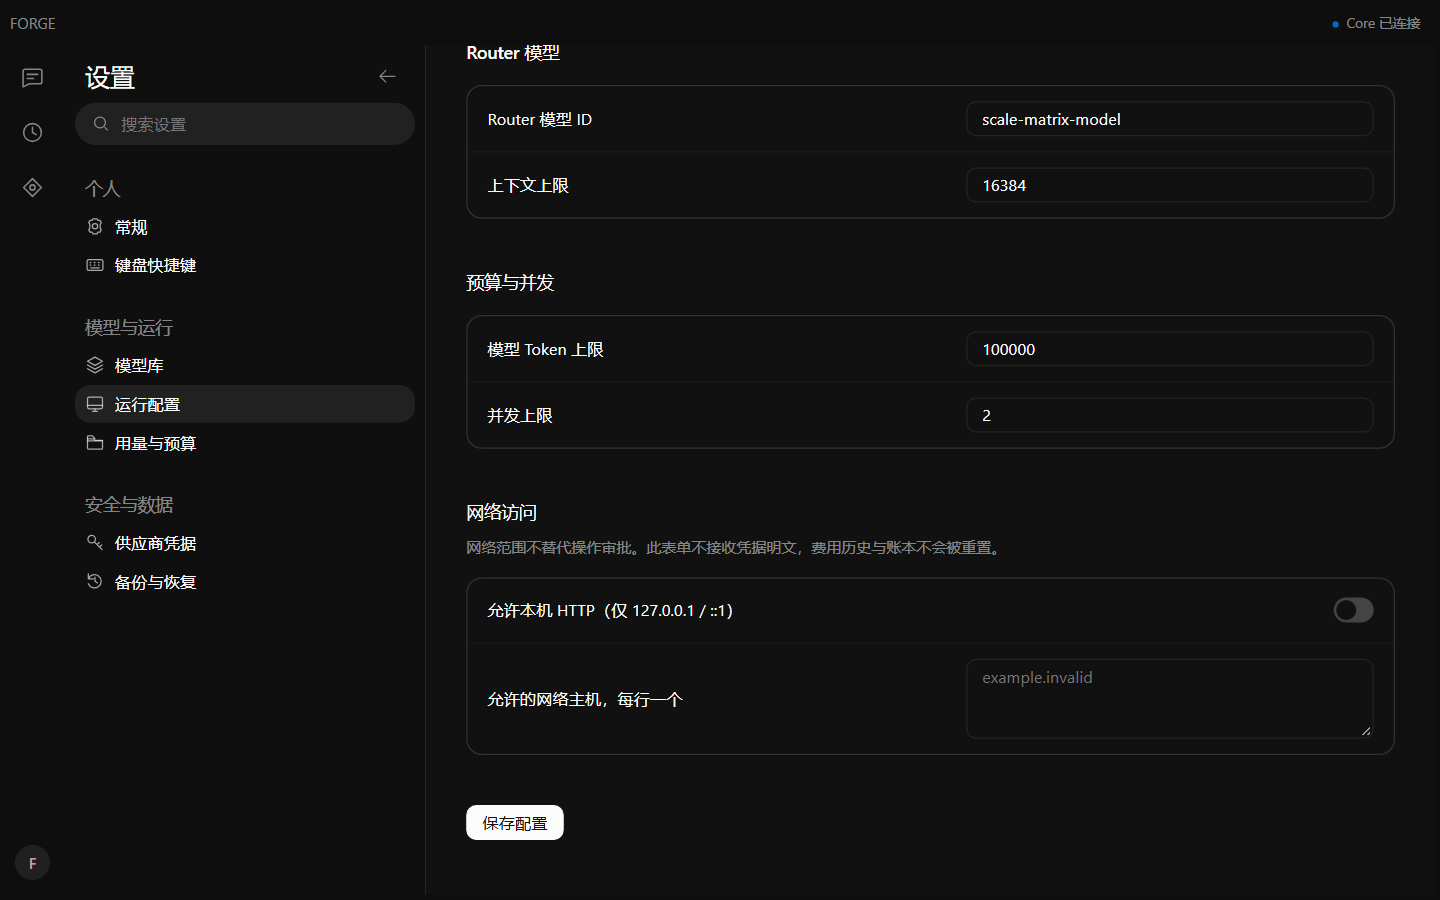 FORGE
Core 已连接
设置
搜索设置
个人
常规
键盘快捷键
模型与运行
模型库
运行配置
用量与预算
安全与数据
供应商凭据
备份与恢复
F
Router 模型
Router 模型 ID
scale-matrix-model
上下文上限
16384
预算与并发
模型 Token 上限
100000
并发上限
2
网络访问
网络范围不替代操作审批。此表单不接收凭据明文，费用历史与账本不会被重置。
允许本机 HTTP（仅 127.0.0.1 / ::1）
允许的网络主机，每行一个
example.invalid
保存配置